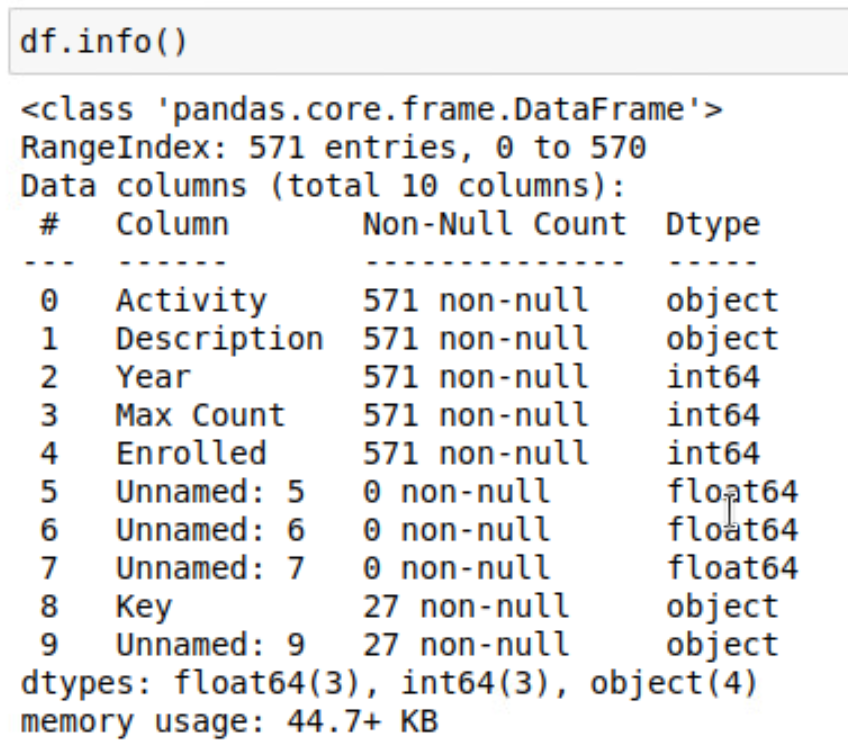 df.info()
<class 'pandas.core.frame.DataFrame'>
RangeIndex: 571 entries, 0 to 570
Data columns (total 10 columns):
 #   Column       Non-Null Count  Dtype
---  ------       --------------  -----
 0   Activity     571 non-null    object
 1   Description  571 non-null    object
 2   Year         571 non-null    int64
 3   Max Count    571 non-null    int64
 4   Enrolled     571 non-null    int64
 5   Unnamed: 5   0 non-null      float64
 6   Unnamed: 6   0 non-null      float64
 7   Unnamed: 7   0 non-null      float64
 8   Key          27 non-null     object
 9   Unnamed: 9   27 non-null     object
dtypes: float64(3), int64(3), object(4)
memory usage: 44.7+ KB